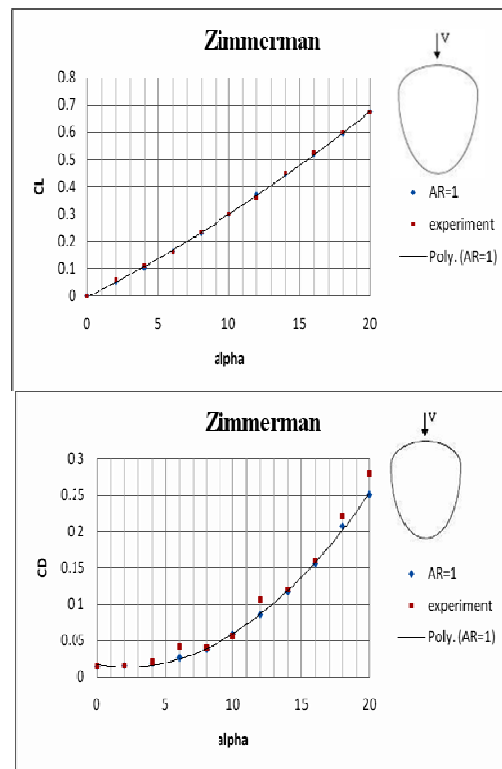 Zimmerman
V
0.8
0.7
0.6
0.5
0.4
0.3
0.2
0.1
0
CL
0 5 10 15 20
alpha
AR=1
experiment
Poly. (AR=1)
Zimmerman
V
0.3
0.25
0.2
0.15
0.1
0.05
0
CD
0 5 10 15 20
alpha
AR=1
experiment
Poly. (AR=1)